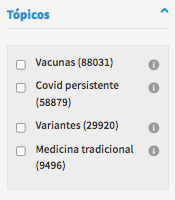 Tópicos
Vacunas (88031)
Covid persistente
(58879)
Variantes (29920)
Medicina tradicional
(9496)